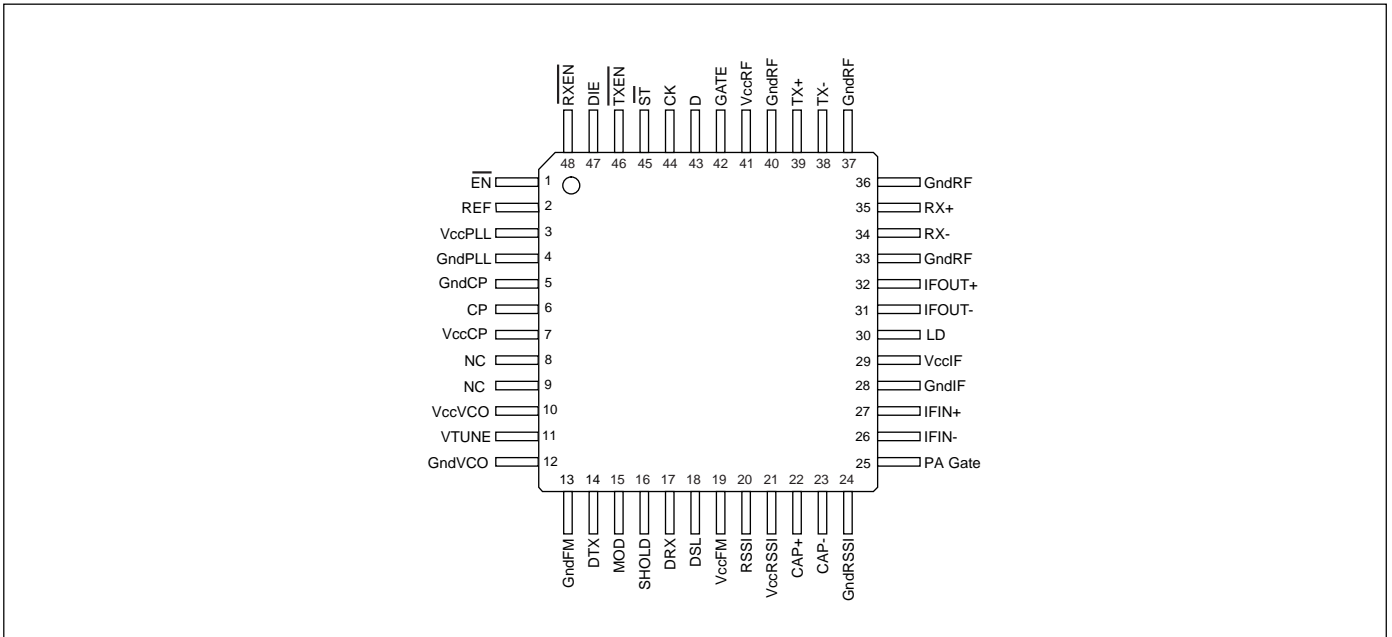 RXEN
DIE
TXEN
ST
CK
D
GATE
VccRF
GndRF
TX+
TX-
GndRF
48 47 46 45 44 43 42 41 40 39 38 37
EN 1
REF 2
VccPLL 3
GndPLL 4
GndCP 5
CP 6
VccCP 7
NC 8
NC 9
VccVCO 10
VTUNE 11
GndVCO 12
36 GndRF
35 RX+
34 RX-
33 GndRF
32 IFOUT+
31 IFOUT-
30 LD
29 VccIF
28 GndIF
27 IFIN+
26 IFIN-
25 PA Gate
13 14 15 16 17 18 19 20 21 22 23 24
GndFM
DTX
MOD
SHOLD
DRX
DSL
VccFM
RSSI
VccRSSI
CAP+
CAP-
GndRSSI